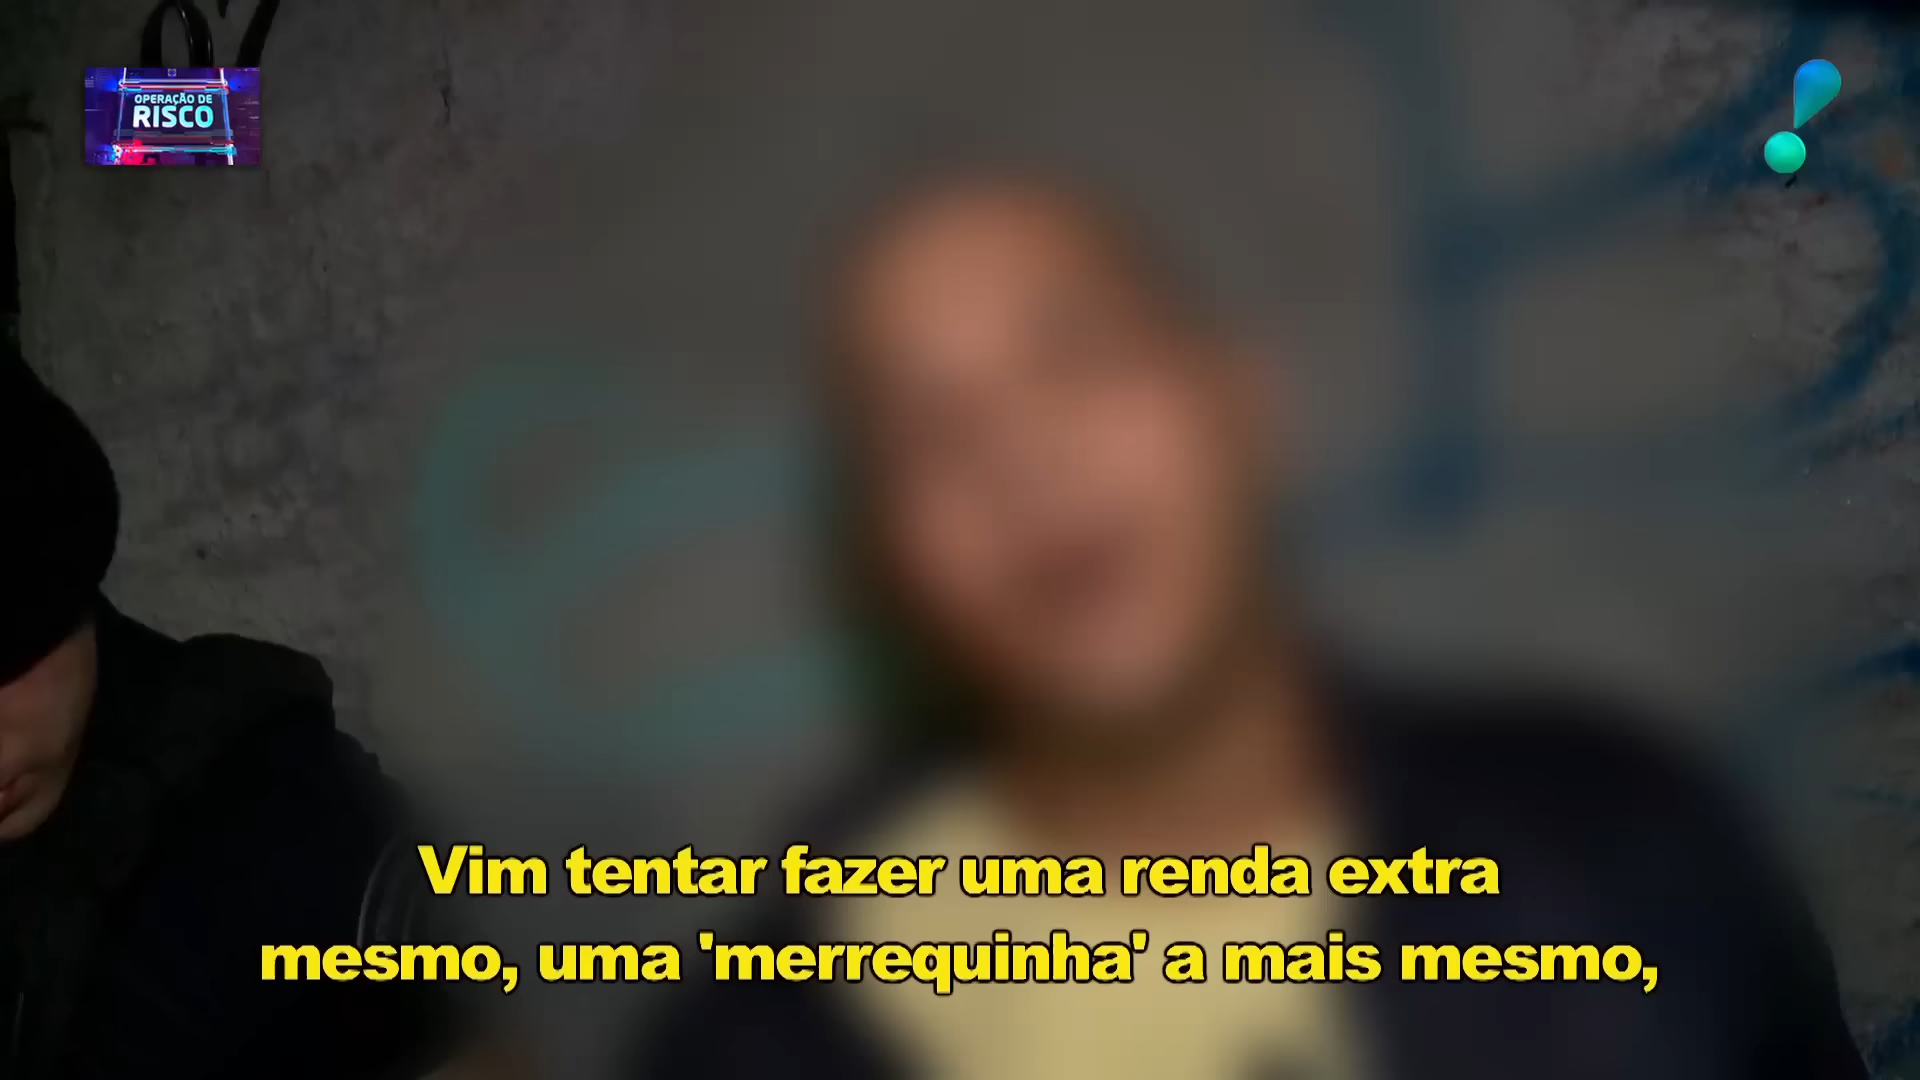 OPERAÇÃO DE
RISCO
Vim tentar fazer uma renda extra
mesmo, uma 'merrequinha' a mais mesmo,